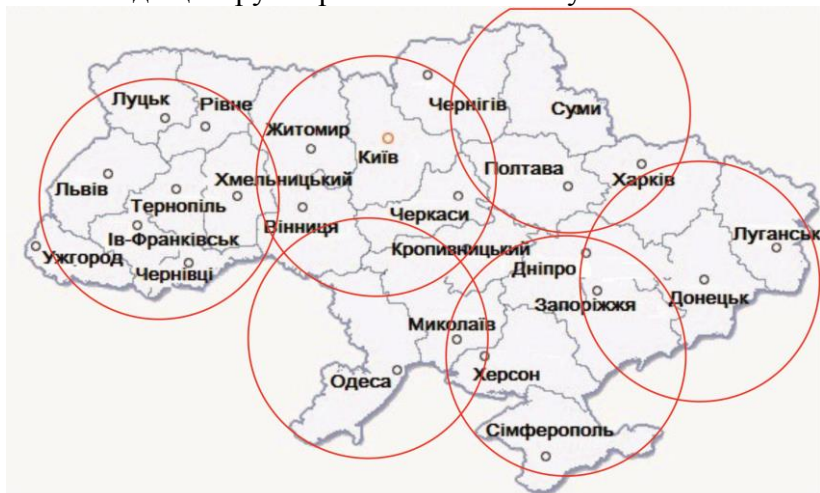 Луцьк
Рівне
Житомир
Київ
Чернігів
Суми
Львів
Тернопіль
Хмельницький
Вінниця
Черкаси
Полтава
Харків
Ів-Франківськ
Ужгород
Чернівці
Кропивницький
Дніпро
Запоріжжя
Луганськ
Донецьк
Миколаїв
Одеса
Херсон
Сімферополь